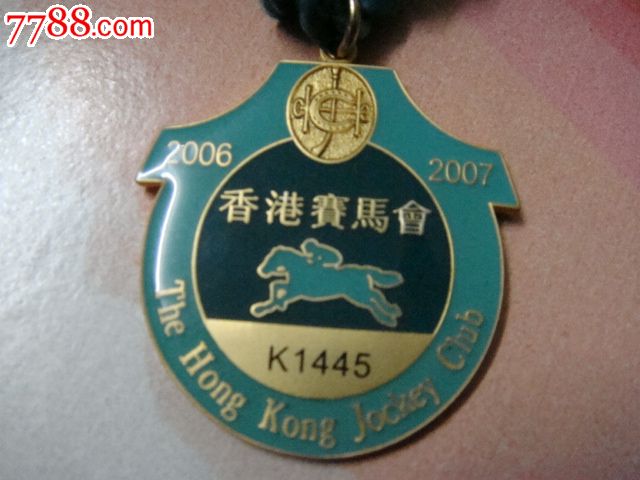 7788.com
2006
2007
香港賽馬會
K1445
The Hong Kong Jockey Club